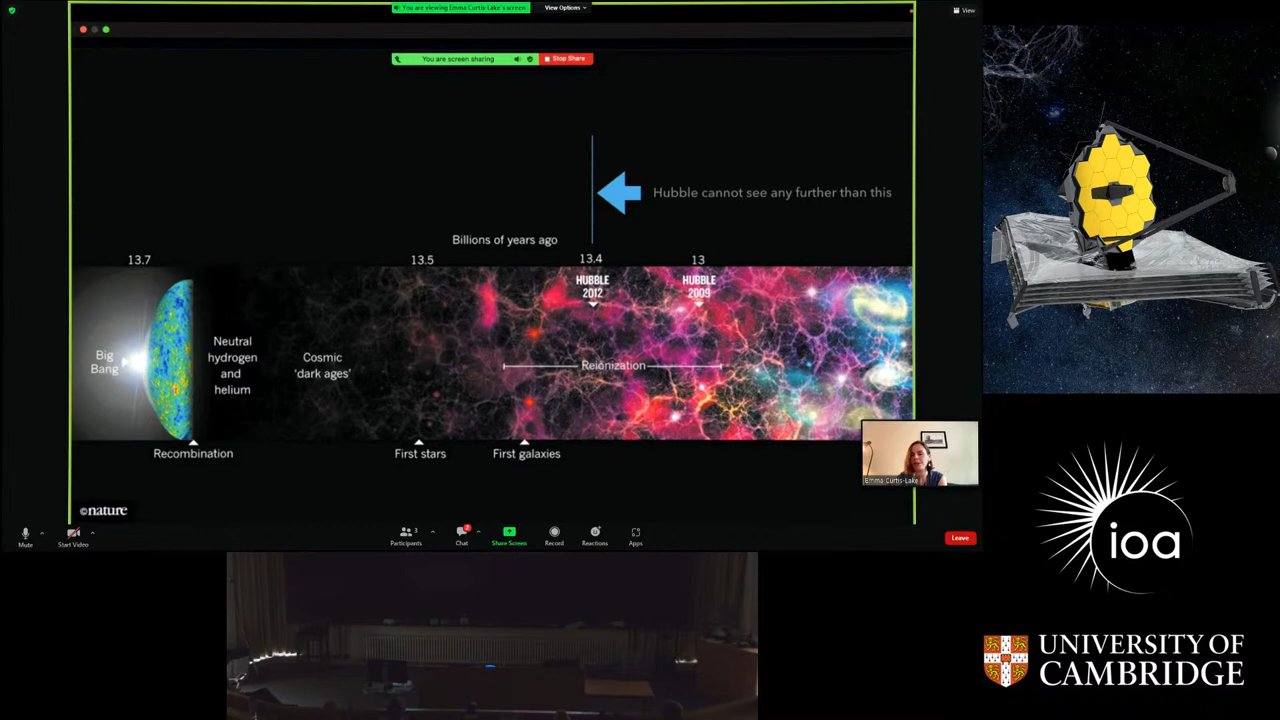 You are viewing Emma Curtis-Lake's screen
View Options
View
You are screen sharing
Stop Share
Hubble cannot see any further than this
Billions of years ago
13.7
13.5
13.4
13
HUBBLE
2012
HUBBLE
2009
Big
Bang
Neutral
hydrogen
and
helium
Cosmic
'dark ages'
Reionization
Recombination
First stars
First galaxies
Emma Curtis-Lake
©nature
Mute
Start Video
Participants
3
Chat
7
Share Screen
Record
Reactions
Apps
Leave
ioa
UNIVERSITY OF
CAMBRIDGE